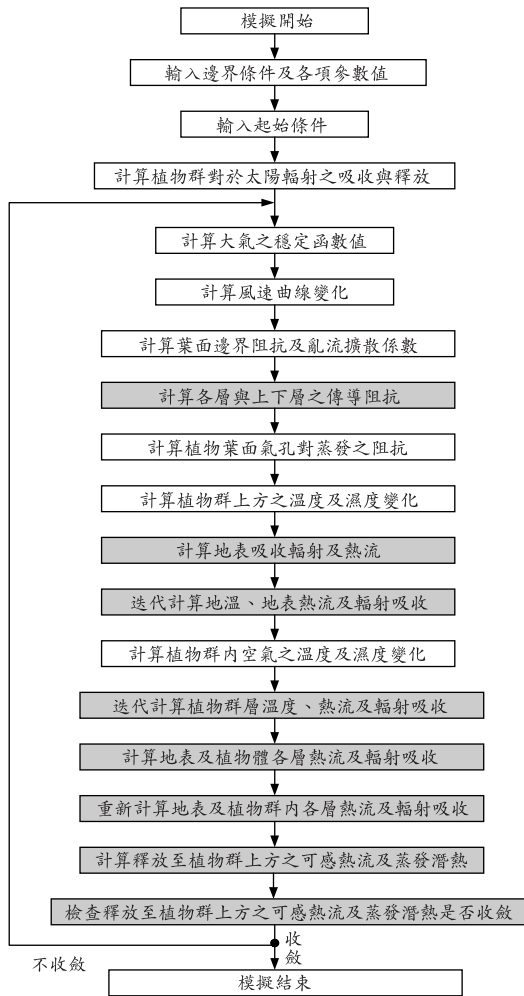 模擬開始
輸入邊界條件及各項參數值
輸入起始條件
計算植物群對於太陽輻射之吸收與釋放
計算大氣之穩定函數值
計算風速曲線變化
計算葉面邊界阻抗及亂流擴散係數
計算各層與上下層之傳導阻抗
計算植物葉面氣孔對蒸發之阻抗
計算植物群上方之溫度及濕度變化
計算地表吸收輻射及熱流
迭代計算地溫、地表熱流及輻射吸收
計算植物群內空氣之溫度及濕度變化
迭代計算植物群層溫度、熱流及輻射吸收
計算地表及植物體各層熱流及輻射吸收
重新計算地表及植物群內各層熱流及輻射吸收
計算釋放至植物群上方之可感熱流及蒸發潛熱
檢查釋放至植物群上方之可感熱流及蒸發潛熱是否收斂
不收斂
收斂
模擬結束